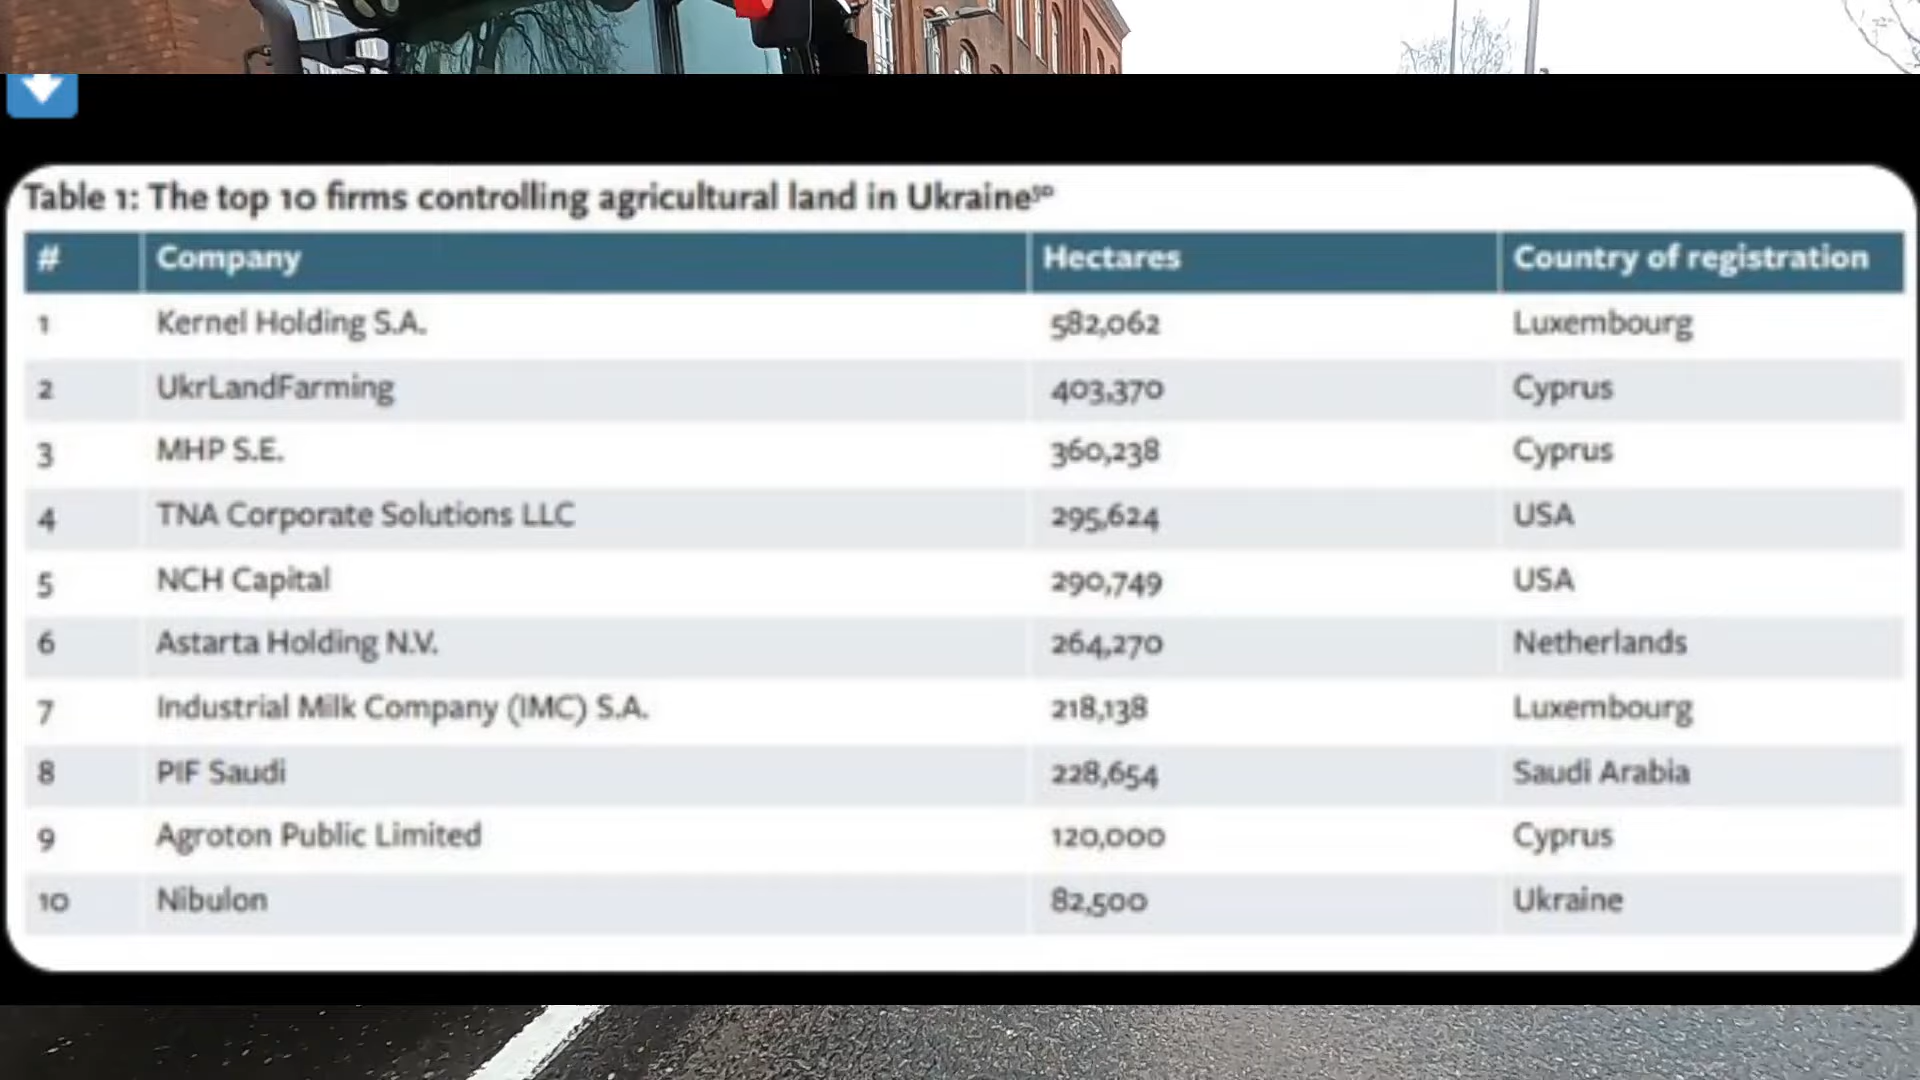 Table 1: The top 10 firms controlling agricultural land in Ukraine⁵⁰
# Company Hectares Country of registration
1 Kernel Holding S.A. 582,062 Luxembourg
2 UkrLandFarming 403,370 Cyprus
3 MHP S.E. 360,238 Cyprus
4 TNA Corporate Solutions LLC 295,624 USA
5 NCH Capital 290,749 USA
6 Astarta Holding N.V. 264,270 Netherlands
7 Industrial Milk Company (IMC) S.A. 218,138 Luxembourg
8 PIF Saudi 228,654 Saudi Arabia
9 Agroton Public Limited 120,000 Cyprus
10 Nibulon 82,500 Ukraine